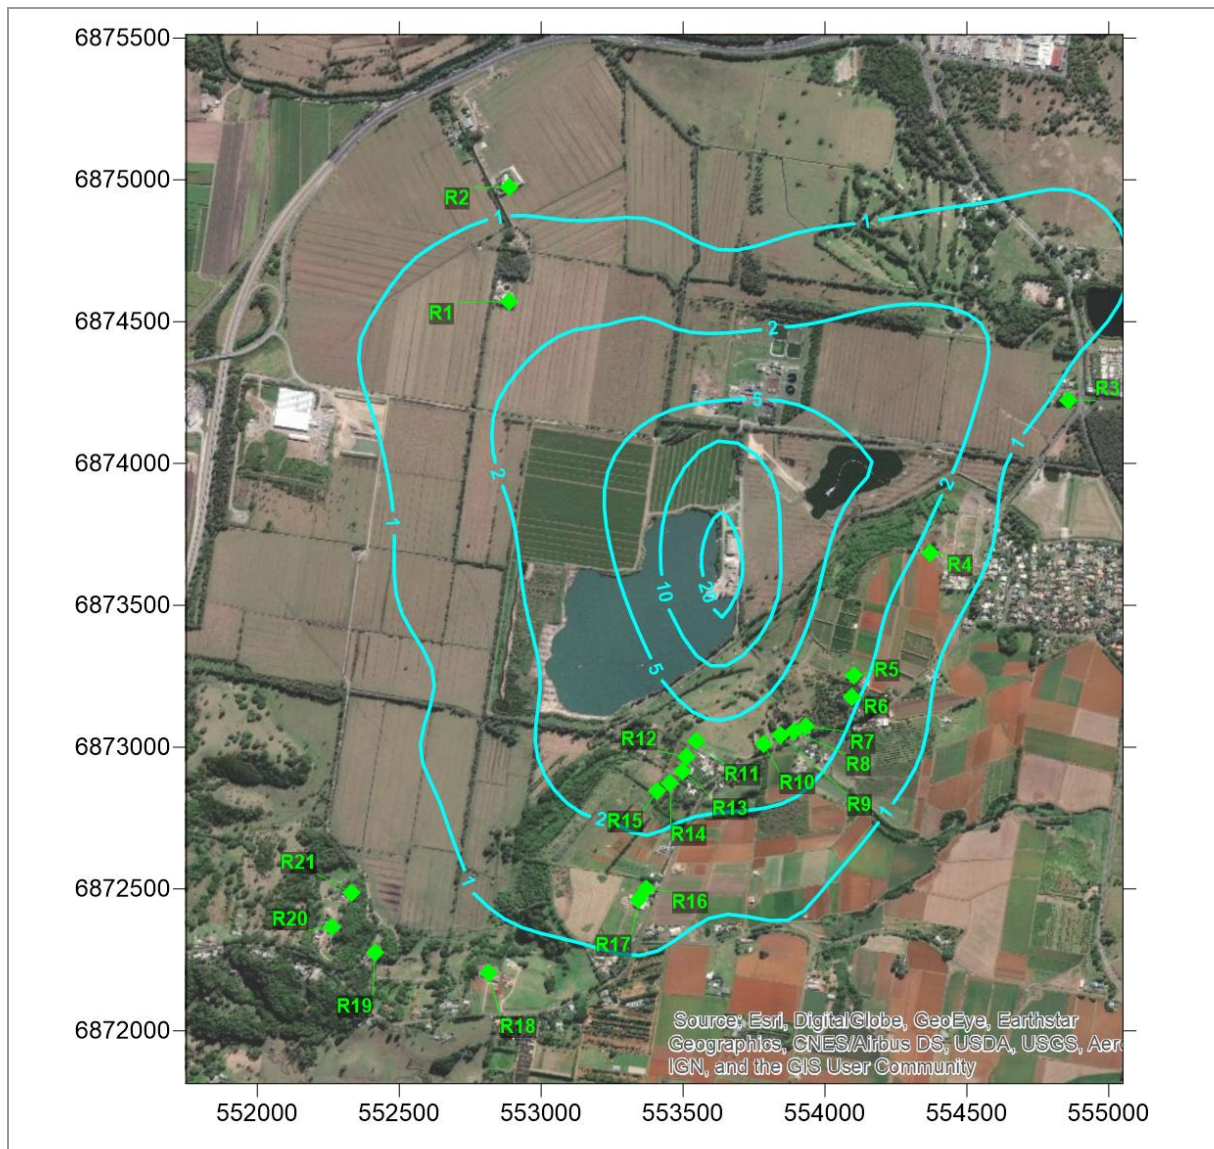 6875500
6875000
R2
1
1
R1
6874500
2
R3
5
1
6874000
2
2
1
10
20
R4
6873500
5
R5
R6
R12
R7
6873000
R11
R8
R10
R13
R9
R15
2
R14
1
R21
1
6872500
R16
R20
R17
R19
R18
6872000
Source: Esri, DigitalGlobe, GeoEye, Earthstar
Geographics, CNES/Airbus DS, USDA, USGS, Aero
IGN, and the GIS User Community
552000 552500 553000 553500 554000 554500 555000